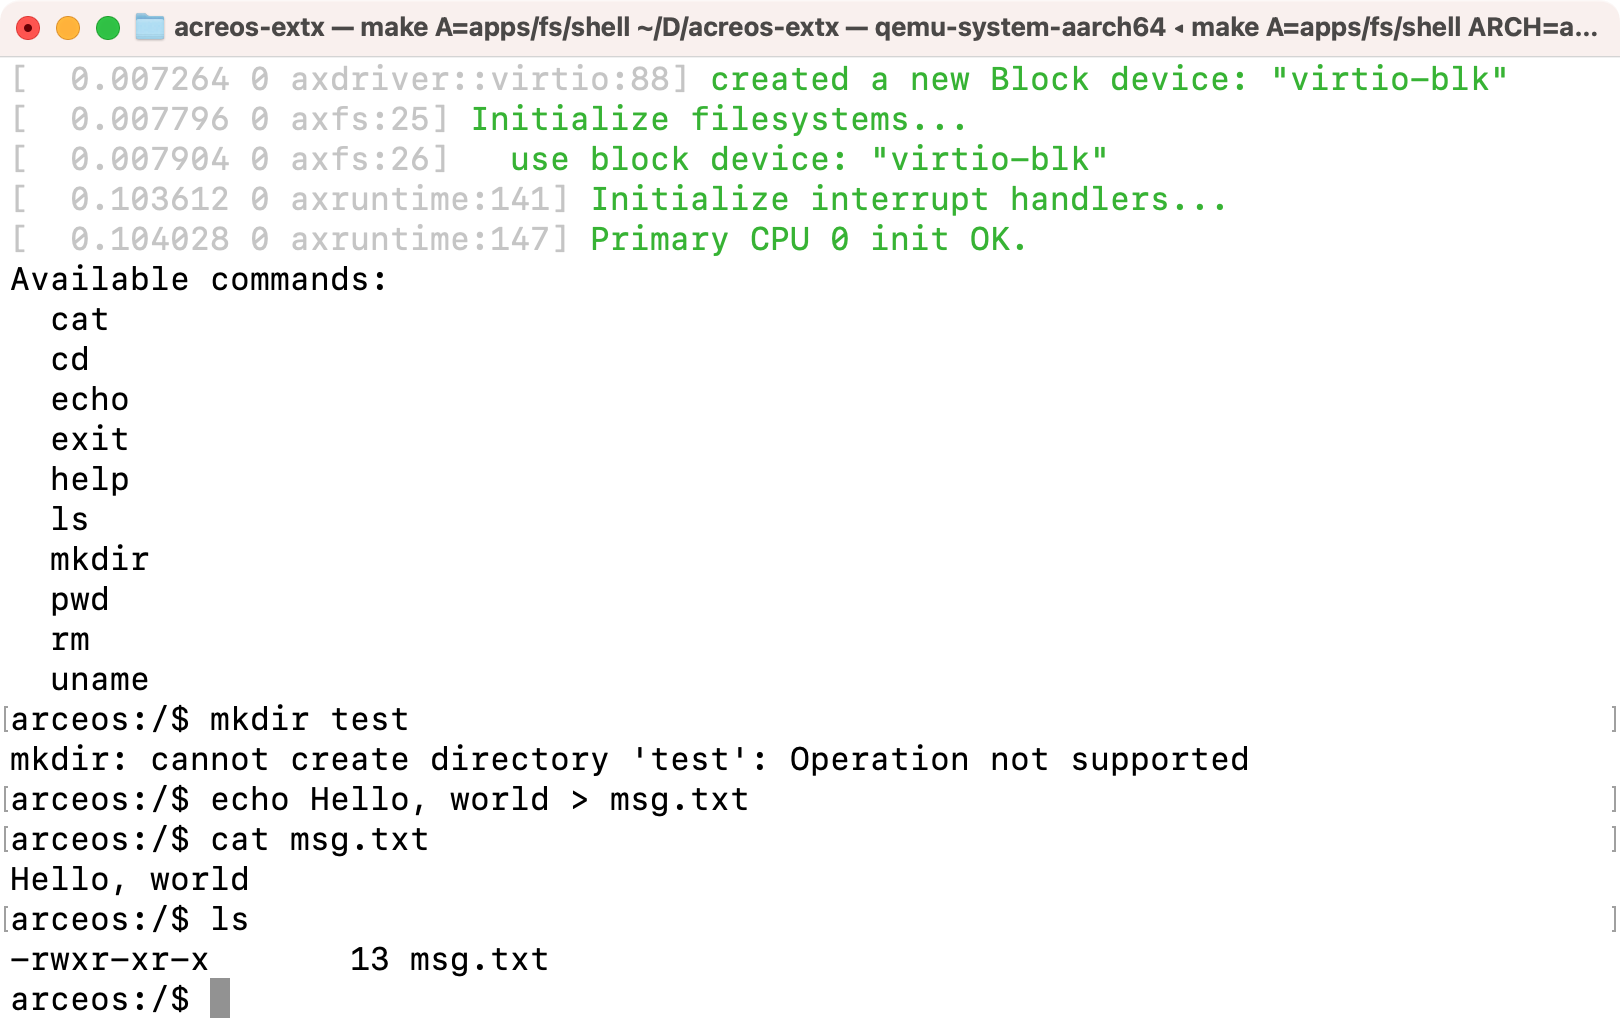 acreos-extx — make A=apps/fs/shell ~/D/acreos-extx — qemu-system-aarch64 ◂ make A=apps/fs/shell ARCH=a...
[  0.007264 0 axdriver::virtio:88] created a new Block device: "virtio-blk"
[  0.007796 0 axfs:25] Initialize filesystems...
[  0.007904 0 axfs:26]   use block device: "virtio-blk"
[  0.103612 0 axruntime:141] Initialize interrupt handlers...
[  0.104028 0 axruntime:147] Primary CPU 0 init OK.
Available commands:
  cat
  cd
  echo
  exit
  help
  ls
  mkdir
  pwd
  rm
  uname
[arceos:/$ mkdir test ]
mkdir: cannot create directory 'test': Operation not supported
[arceos:/$ echo Hello, world > msg.txt ]
[arceos:/$ cat msg.txt ]
Hello, world
[arceos:/$ ls ]
-rwxr-xr-x       13 msg.txt
arceos:/$